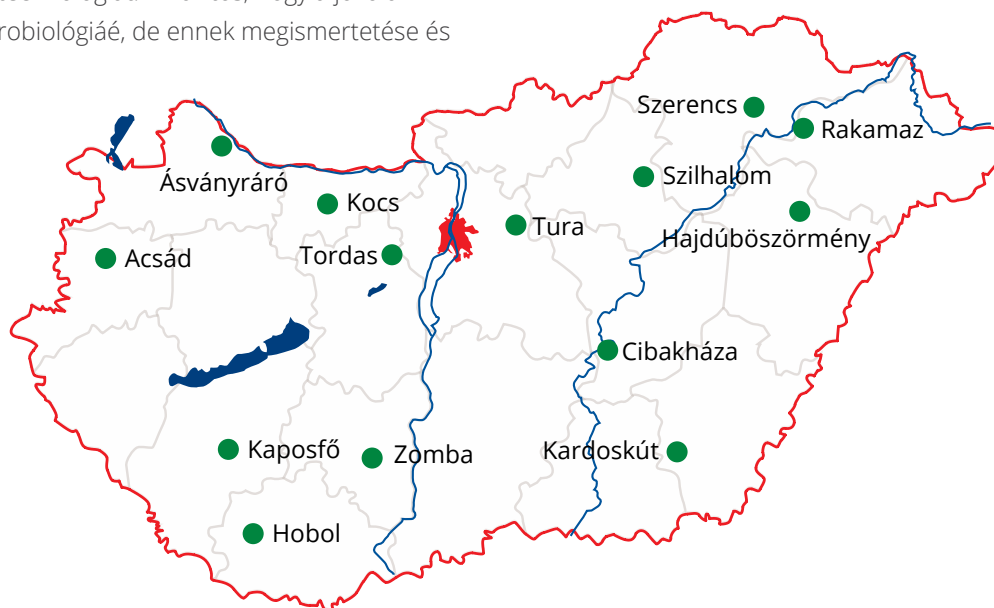 robiológiáé, de ennek megismertetése és
Szerencs
Rakamaz
Ásványráró
Szilhalom
Kocs
Tura
Hajdúböszörmény
Acsád
Tordas
Cibakháza
Kaposfő
Zomba
Kardoskút
Hobol